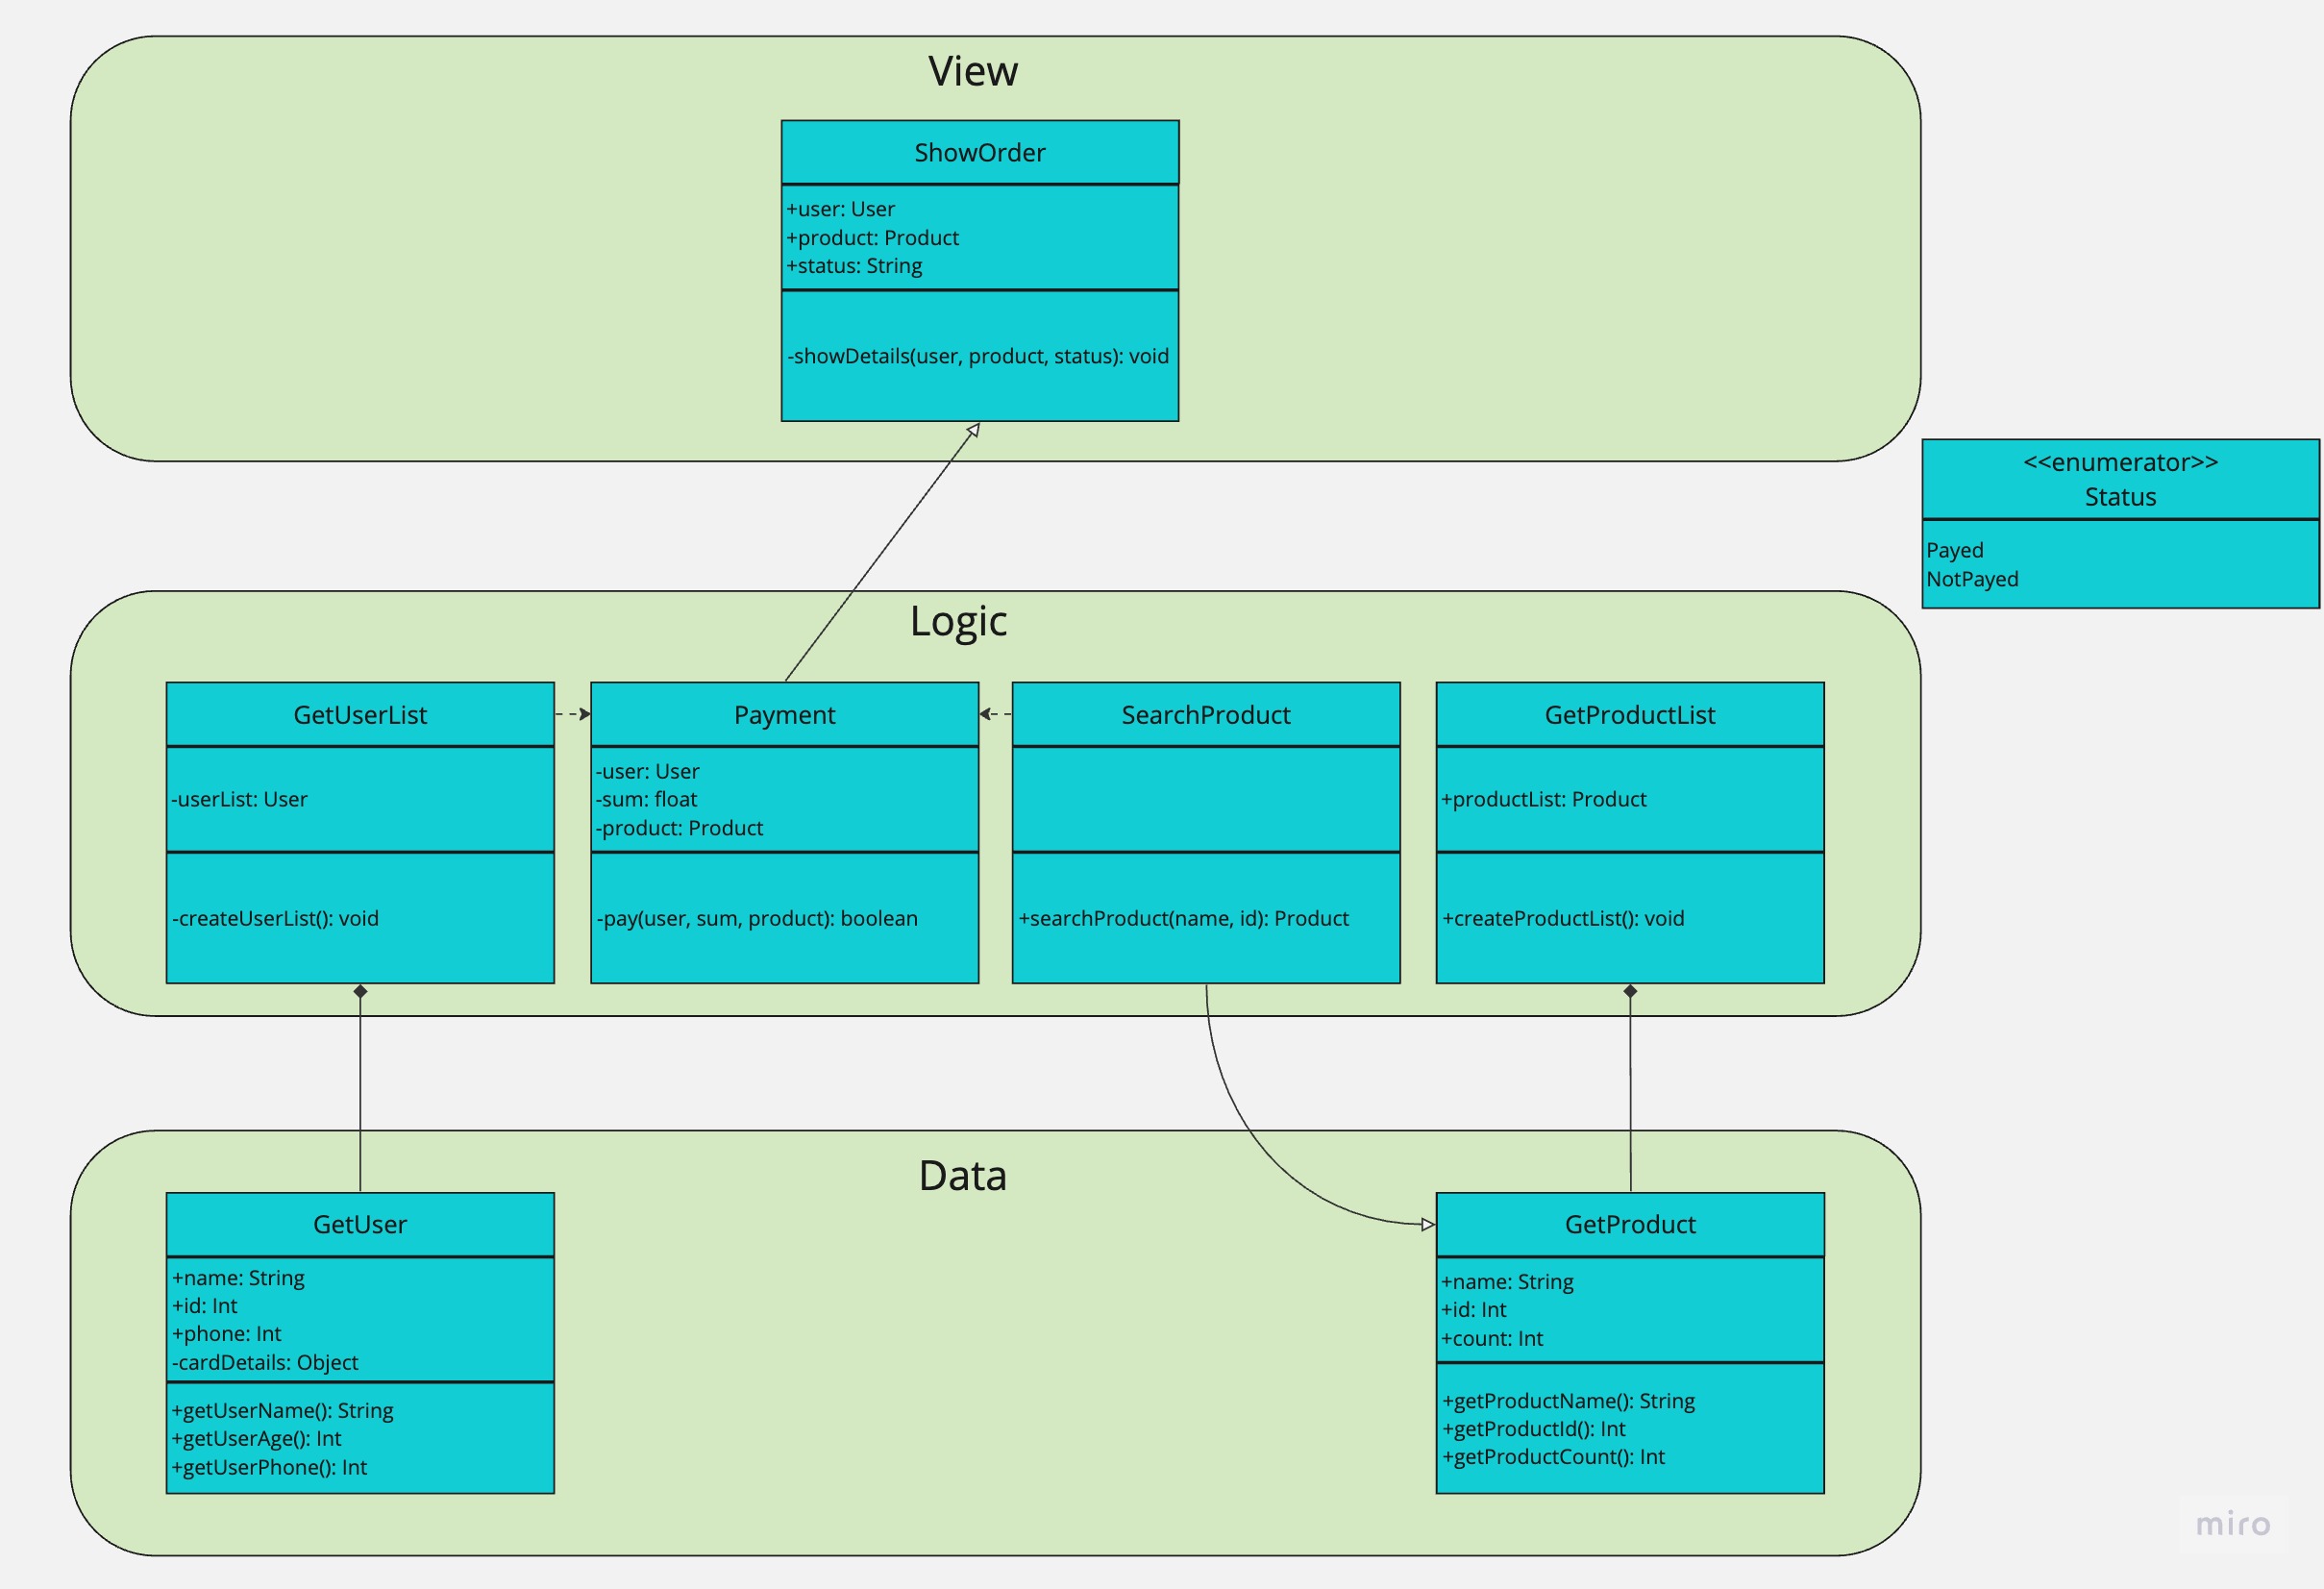 View
ShowOrder
+user: User
+product: Product
+status: String
-showDetails(user, product, status): void
<<enumerator>>
Status
Payed
NotPayed
Logic
GetUserList
-userList: User
-createUserList(): void
Payment
-user: User
-sum: float
-product: Product
-pay(user, sum, product): boolean
SearchProduct
+searchProduct(name, id): Product
GetProductList
+productList: Product
+createProductList(): void
Data
GetUser
+name: String
+id: Int
+phone: Int
-cardDetails: Object
+getUserName(): String
+getUserAge(): Int
+getUserPhone(): Int
GetProduct
+name: String
+id: Int
+count: Int
+getProductName(): String
+getProductId(): Int
+getProductCount(): Int
miro